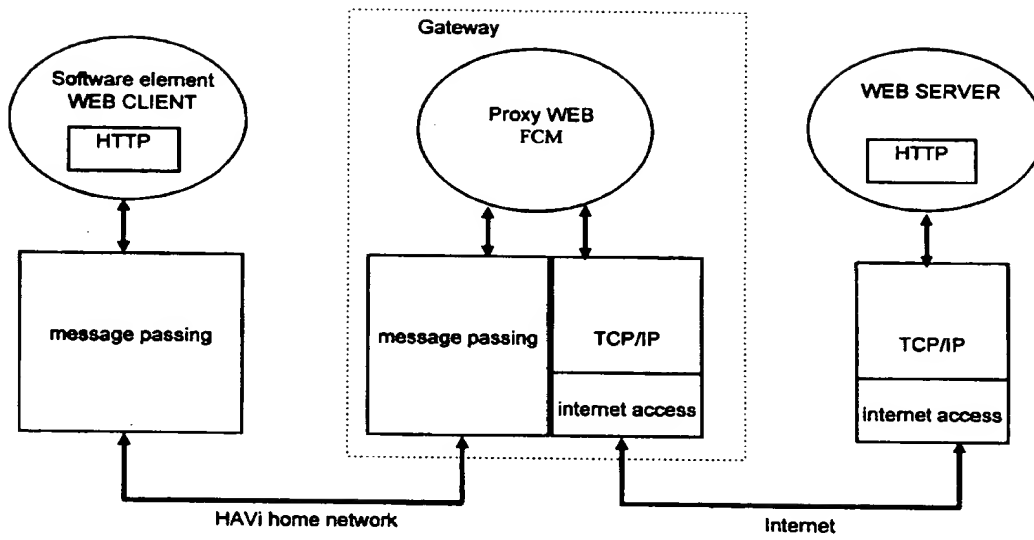 Gateway
Software element
WEB CLIENT
HTTP
Proxy WEB
FCM
WEB SERVER
HTTP
message passing
message passing
TCP/IP
internet access
TCP/IP
internet access
HAVi home network
Internet